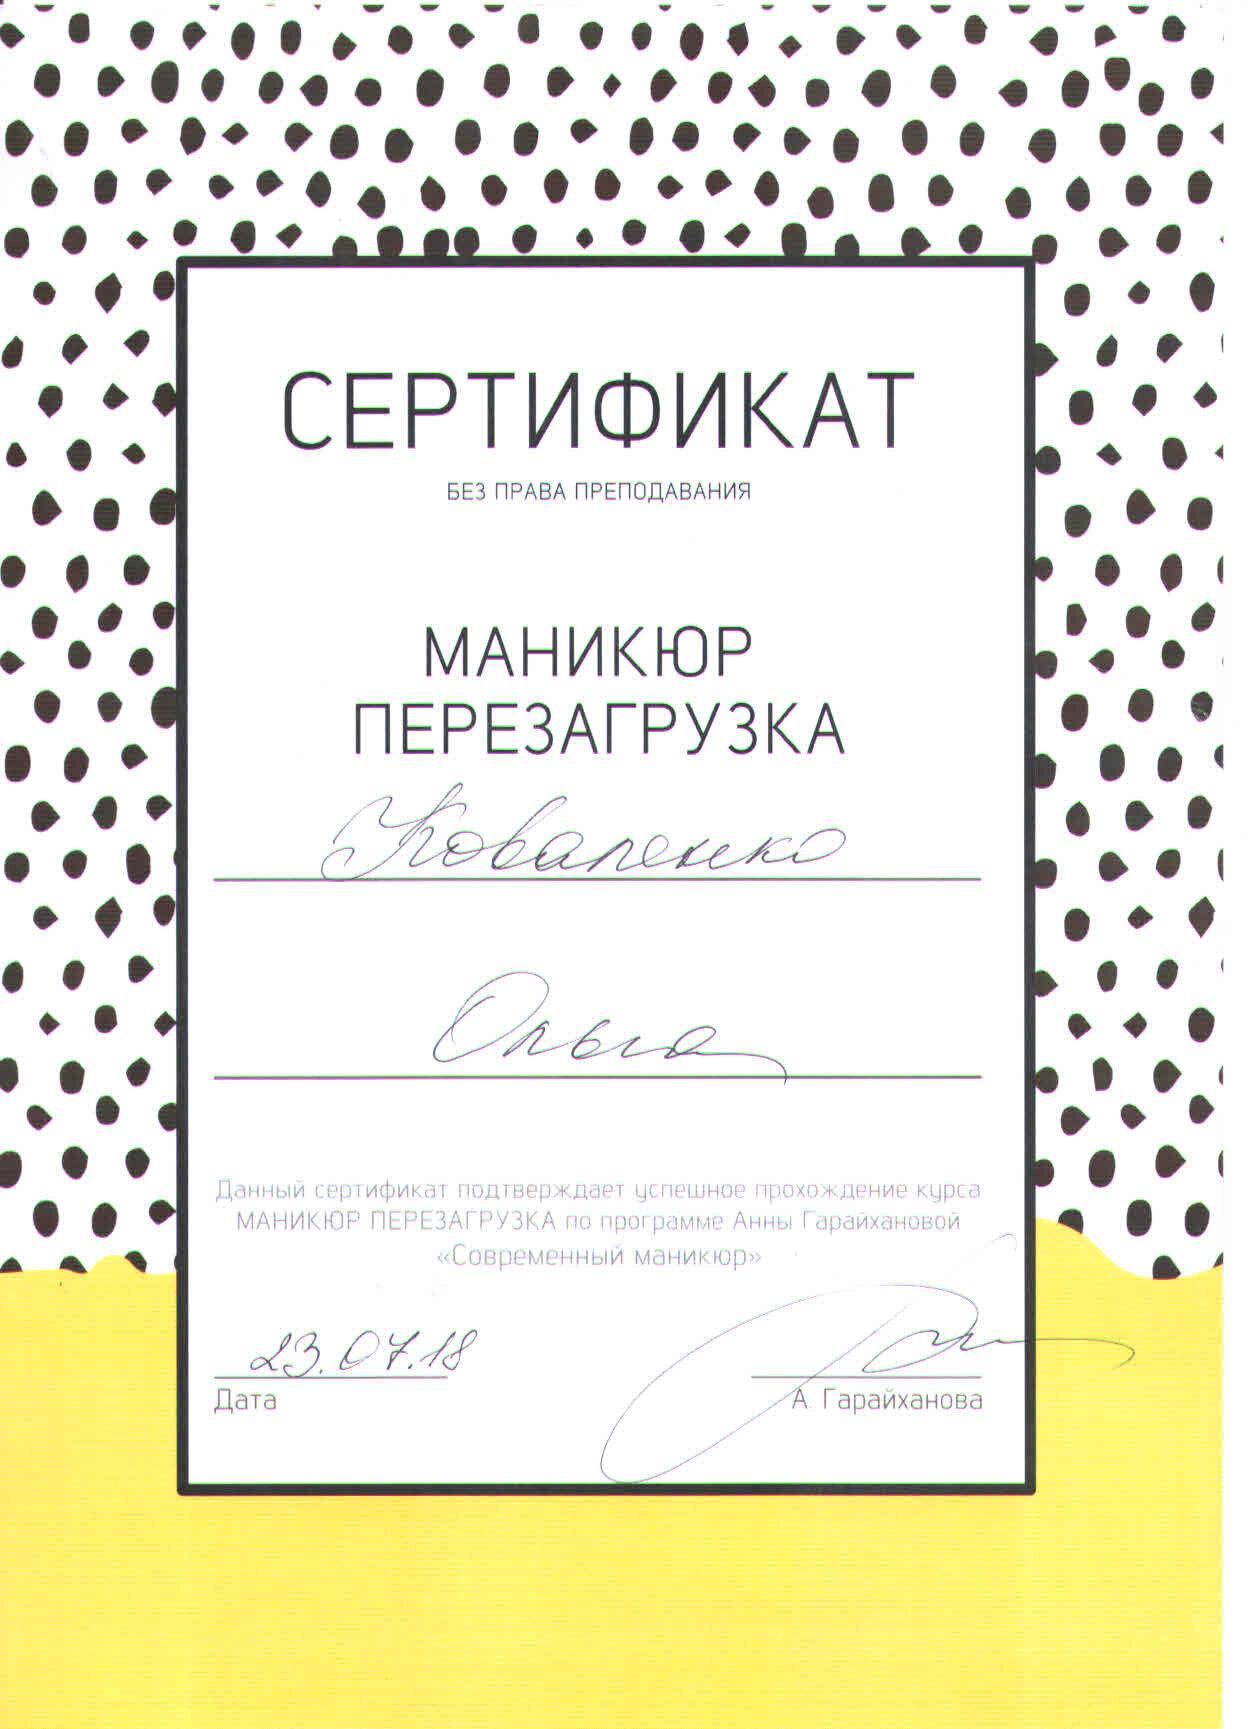 СЕРТИФИКАТ
БЕЗ ПРАВА ПРЕПОДАВАНИЯ
МАНИКЮР
ПЕРЕЗАГРУЗКА
Коваленко
Ольга
Данный сертификат подтверждает успешное прохождение курса
МАНИКЮР ПЕРЕЗАГРУЗКА по программе Анны Гарайхановой
«Современный маникюр»
23.07.18
Дата
А. Гарайханова